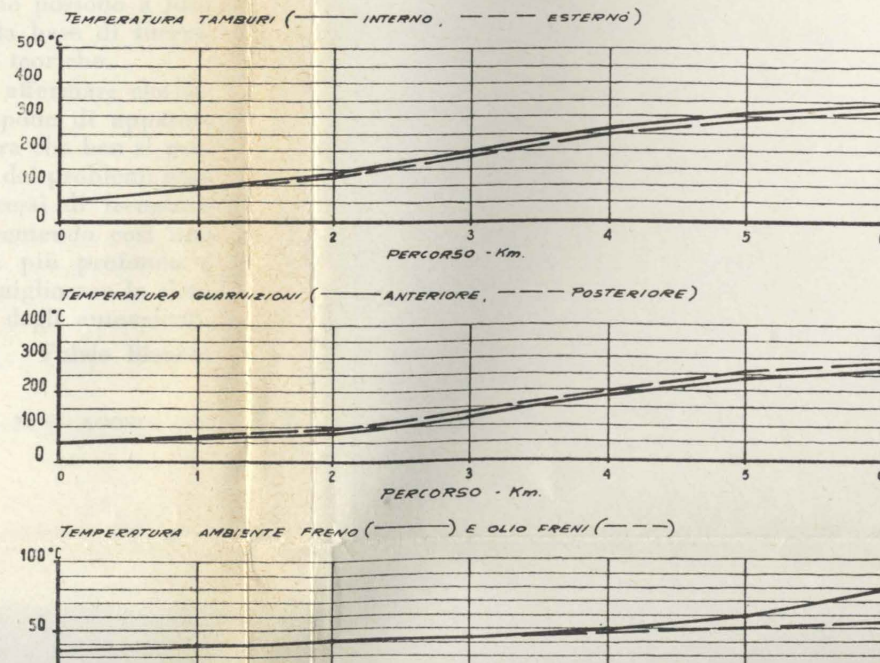 TEMPERATURA TAMBURI (——— INTERNO, — — — ESTERNO)
500 °C
400
300
200
100
0
0 1 2 3 4 5
PERCORSO - Km.
TEMPERATURA GUARNIZIONI (——— ANTERIORE, — — — POSTERIORE)
400 °C
300
200
100
0
0 1 2 3 4 5
PERCORSO - Km.
TEMPERATURA AMBIENTE FRENO (———) E OLIO FRENI (— — —)
100 °C
50